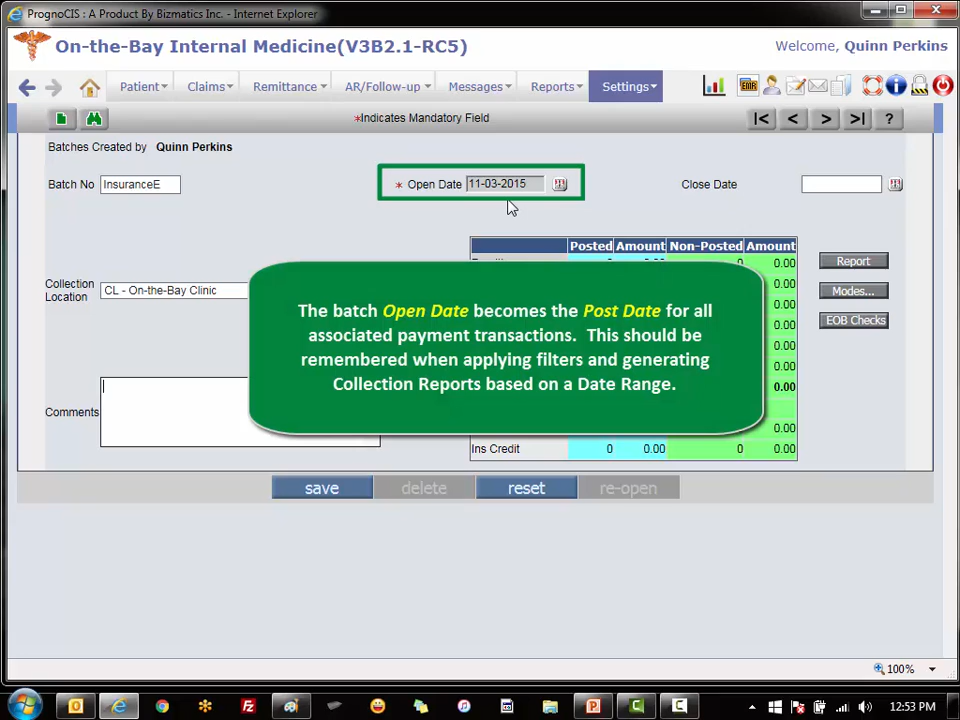 PrognoCIS : A Product By Bizmatics Inc. - Internet Explorer
On-the-Bay Internal Medicine(V3B2.1-RC5)
Welcome, Quinn Perkins
Patient Claims Remittance AR/Follow-up Messages Reports Settings
EMR
*Indicates Mandatory Field
|< < > >| ?
Batches Created by Quinn Perkins
Batch No InsuranceE
* Open Date 11-03-2015
Close Date
Posted Amount Non-Posted Amount
0.00
Report
Collection Location CL - On-the-Bay Clinic
0.00
Modes...
0.00
EOB Checks
The batch Open Date becomes the Post Date for all
associated payment transactions. This should be
remembered when applying filters and generating
Collection Reports based on a Date Range.
0.00
0.00
0.00
Comments
0.00
Ins Credit 0 0.00 0 0.00
save delete reset re-open
100%
12:53 PM